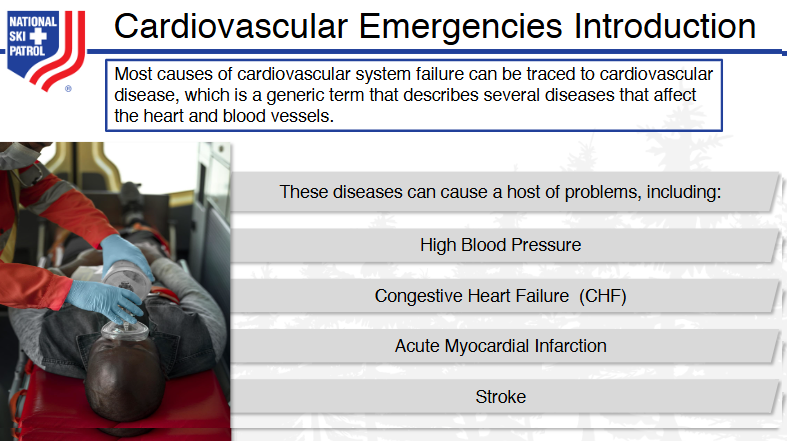 NATIONAL
SKI
PATROL
®
Cardiovascular Emergencies Introduction
Most causes of cardiovascular system failure can be traced to cardiovascular
disease, which is a generic term that describes several diseases that affect
the heart and blood vessels.
These diseases can cause a host of problems, including:
High Blood Pressure
Congestive Heart Failure (CHF)
Acute Myocardial Infarction
Stroke